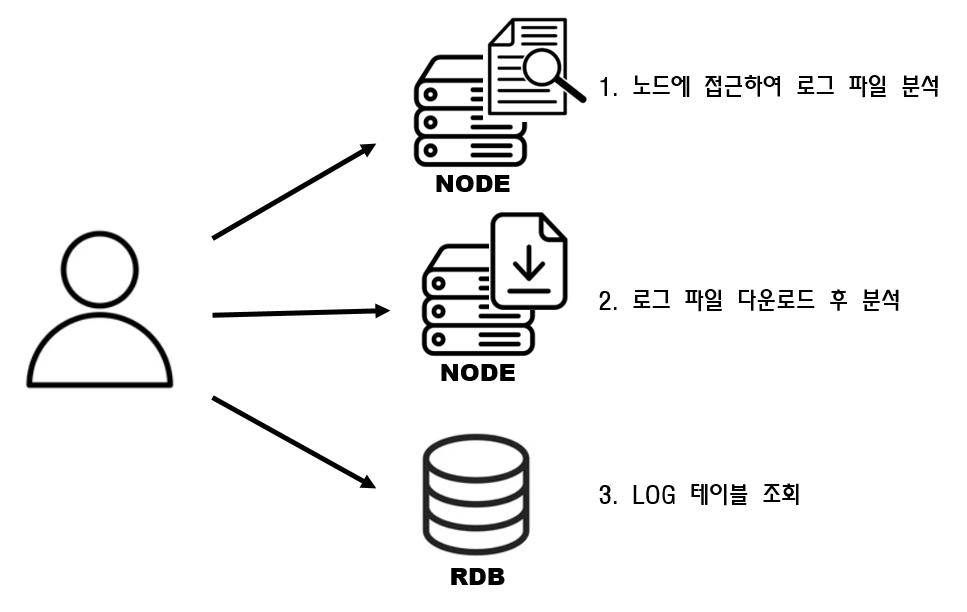 1. 노드에 접근하여 로그 파일 분석
NODE
2. 로그 파일 다운로드 후 분석
NODE
3. LOG 테이블 조회
RDB